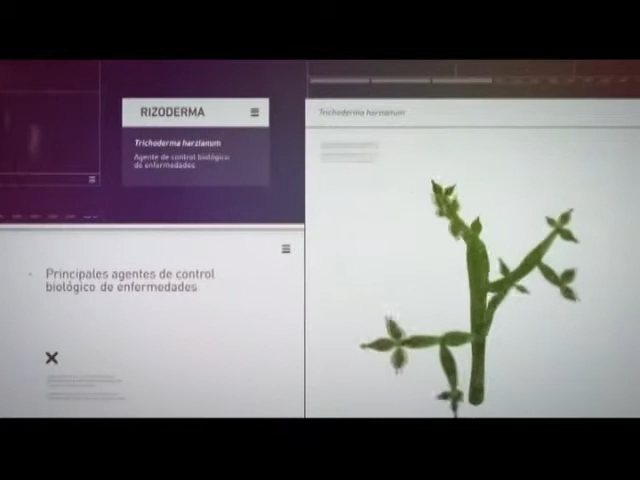 RIZODERMA
Trichoderma harzianum
Agente de control biológico
de enfermedades
Trichoderma harzianum
Principales agentes de control
biológico de enfermedades